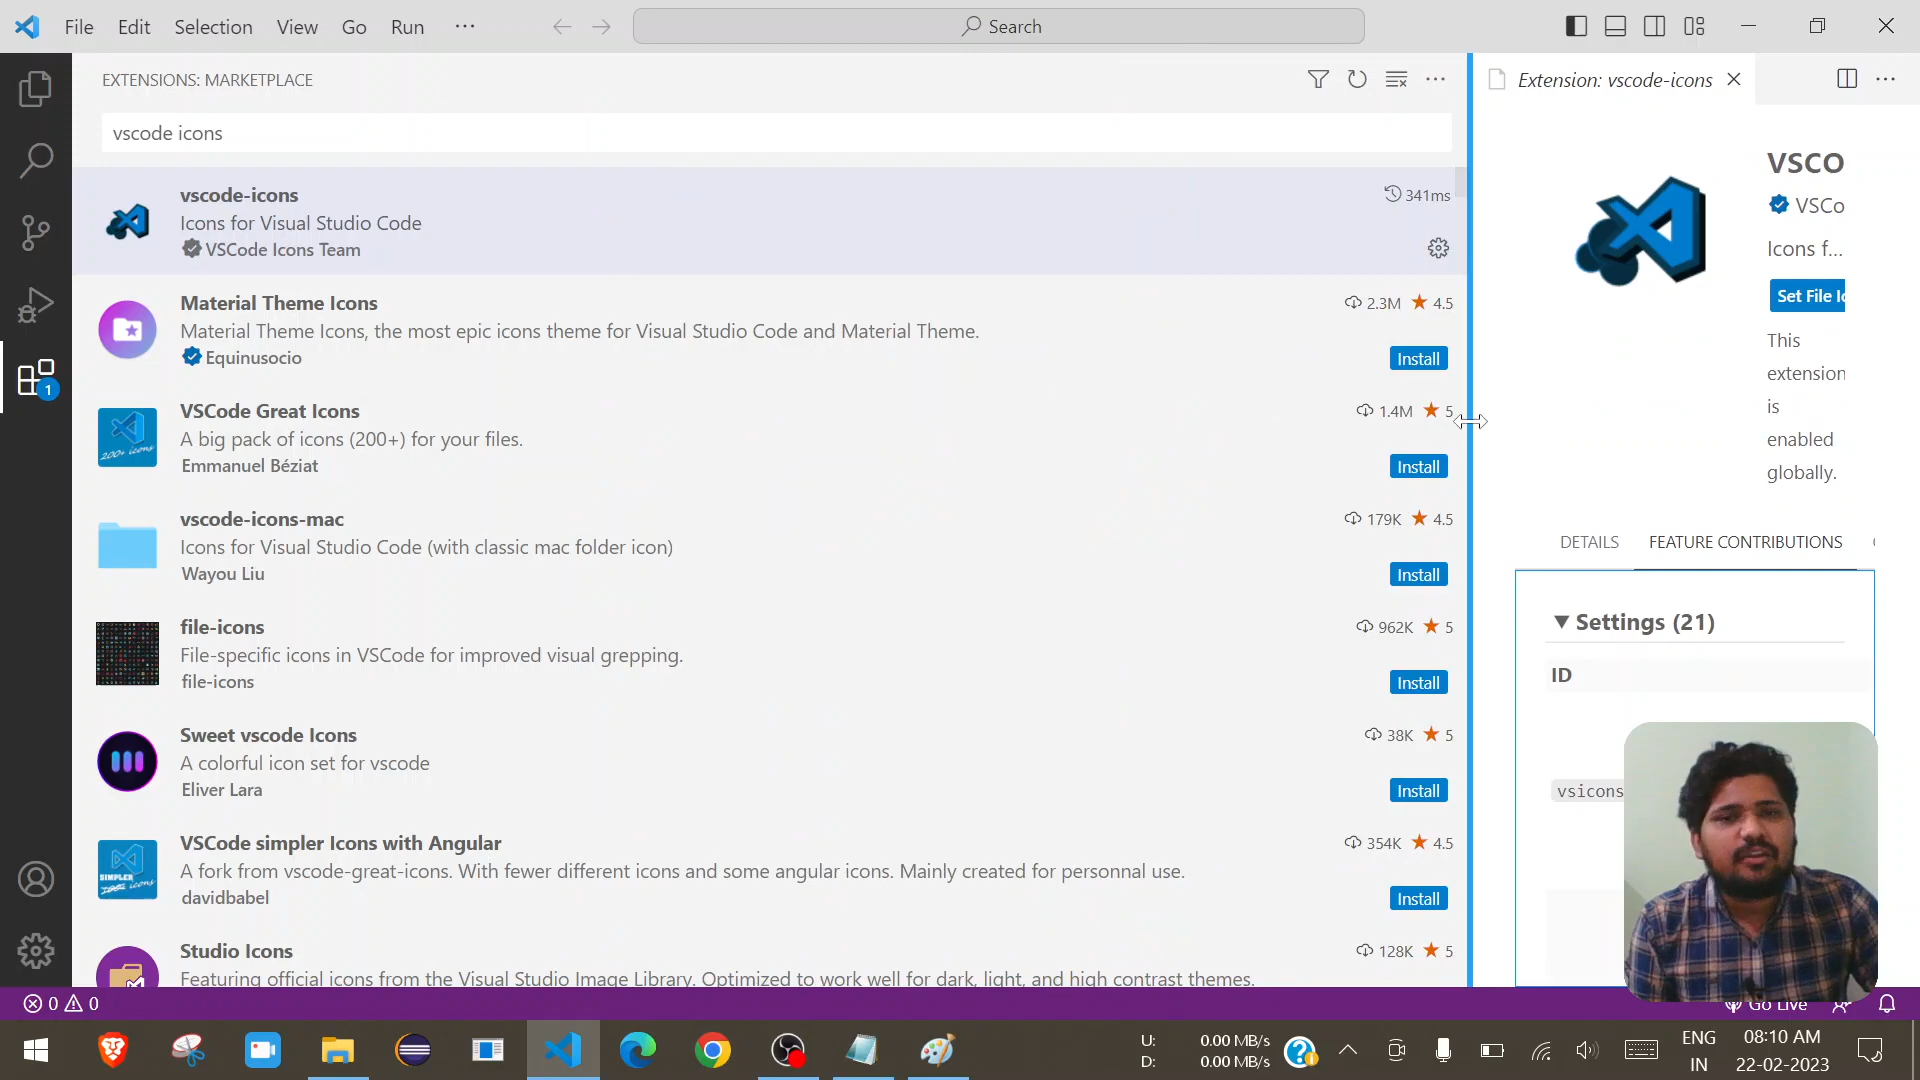 File Edit Selection View Go Run ··· Search
EXTENSIONS: MARKETPLACE
vscode icons
vscode-icons 341ms
Icons for Visual Studio Code
VSCode Icons Team
Material Theme Icons 2.3M ★ 4.5
Material Theme Icons, the most epic icons theme for Visual Studio Code and Material Theme.
Equinusocio Install
VSCode Great Icons 1.4M ★ 5
A big pack of icons (200+) for your files.
Emmanuel Béziat Install
vscode-icons-mac 179K ★ 4.5
Icons for Visual Studio Code (with classic mac folder icon)
Wayou Liu Install
file-icons 962K ★ 5
File-specific icons in VSCode for improved visual grepping.
file-icons Install
Sweet vscode Icons 38K ★ 5
A colorful icon set for vscode
Eliver Lara Install
VSCode simpler Icons with Angular 354K ★ 4.5
A fork from vscode-great-icons. With fewer different icons and some angular icons. Mainly created for personnal use.
davidbabel Install
Studio Icons 128K ★ 5
Featuring official icons from the Visual Studio Image Library. Optimized to work well for dark, light, and high contrast themes.
Extension: vscode-icons
VSCO
VSCo
Icons f...
Set File Ic
This
extension
is
enabled
globally.
DETAILS FEATURE CONTRIBUTIONS
Settings (21)
ID
vsicons
1
200+ icons
SIMPLER
0 0 Go Live
U: 0.00 MB/s
D: 0.00 MB/s
ENG
IN
08:10 AM
22-02-2023